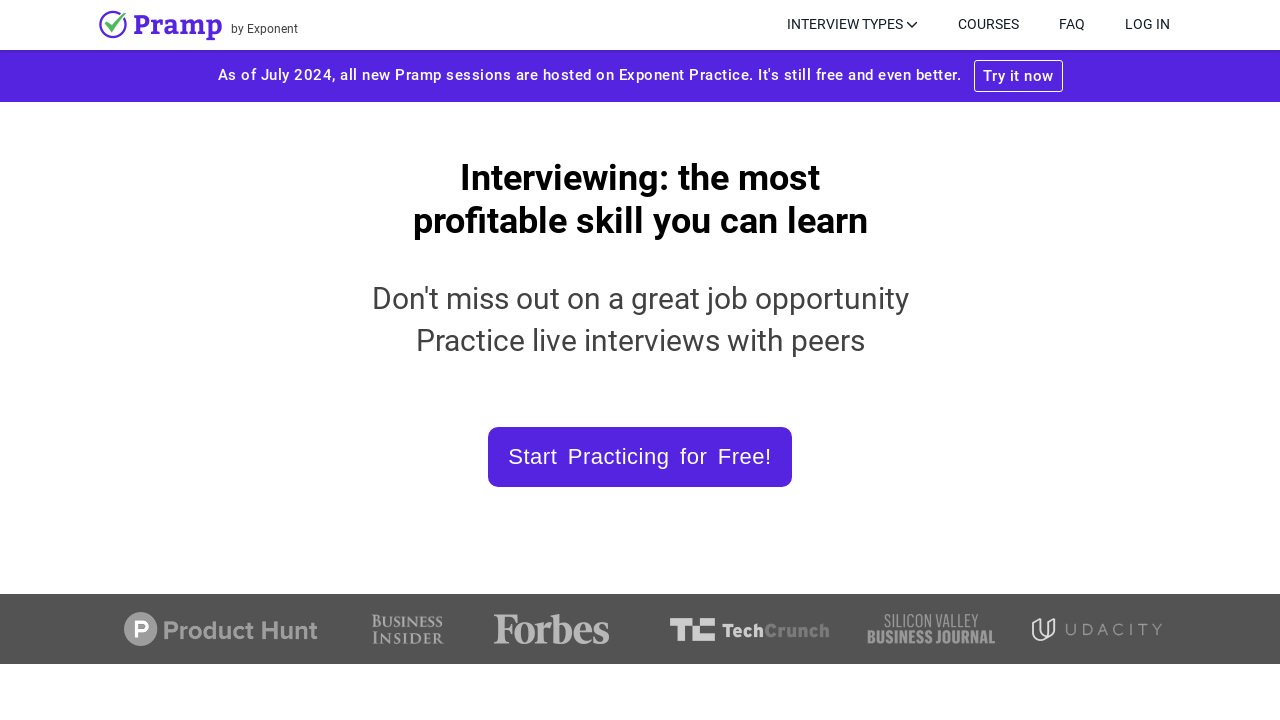 Pramp by Exponent
INTERVIEW TYPES
COURSES
FAQ
LOG IN
As of July 2024, all new Pramp sessions are hosted on Exponent Practice. It's still free and even better.
Try it now
Interviewing: the most
profitable skill you can learn
Don't miss out on a great job opportunity
Practice live interviews with peers
Start Practicing for Free!
P Product Hunt
BUSINESS
INSIDER
Forbes
TC TechCrunch
SILICON VALLEY
BUSINESS JOURNAL
UDACITY